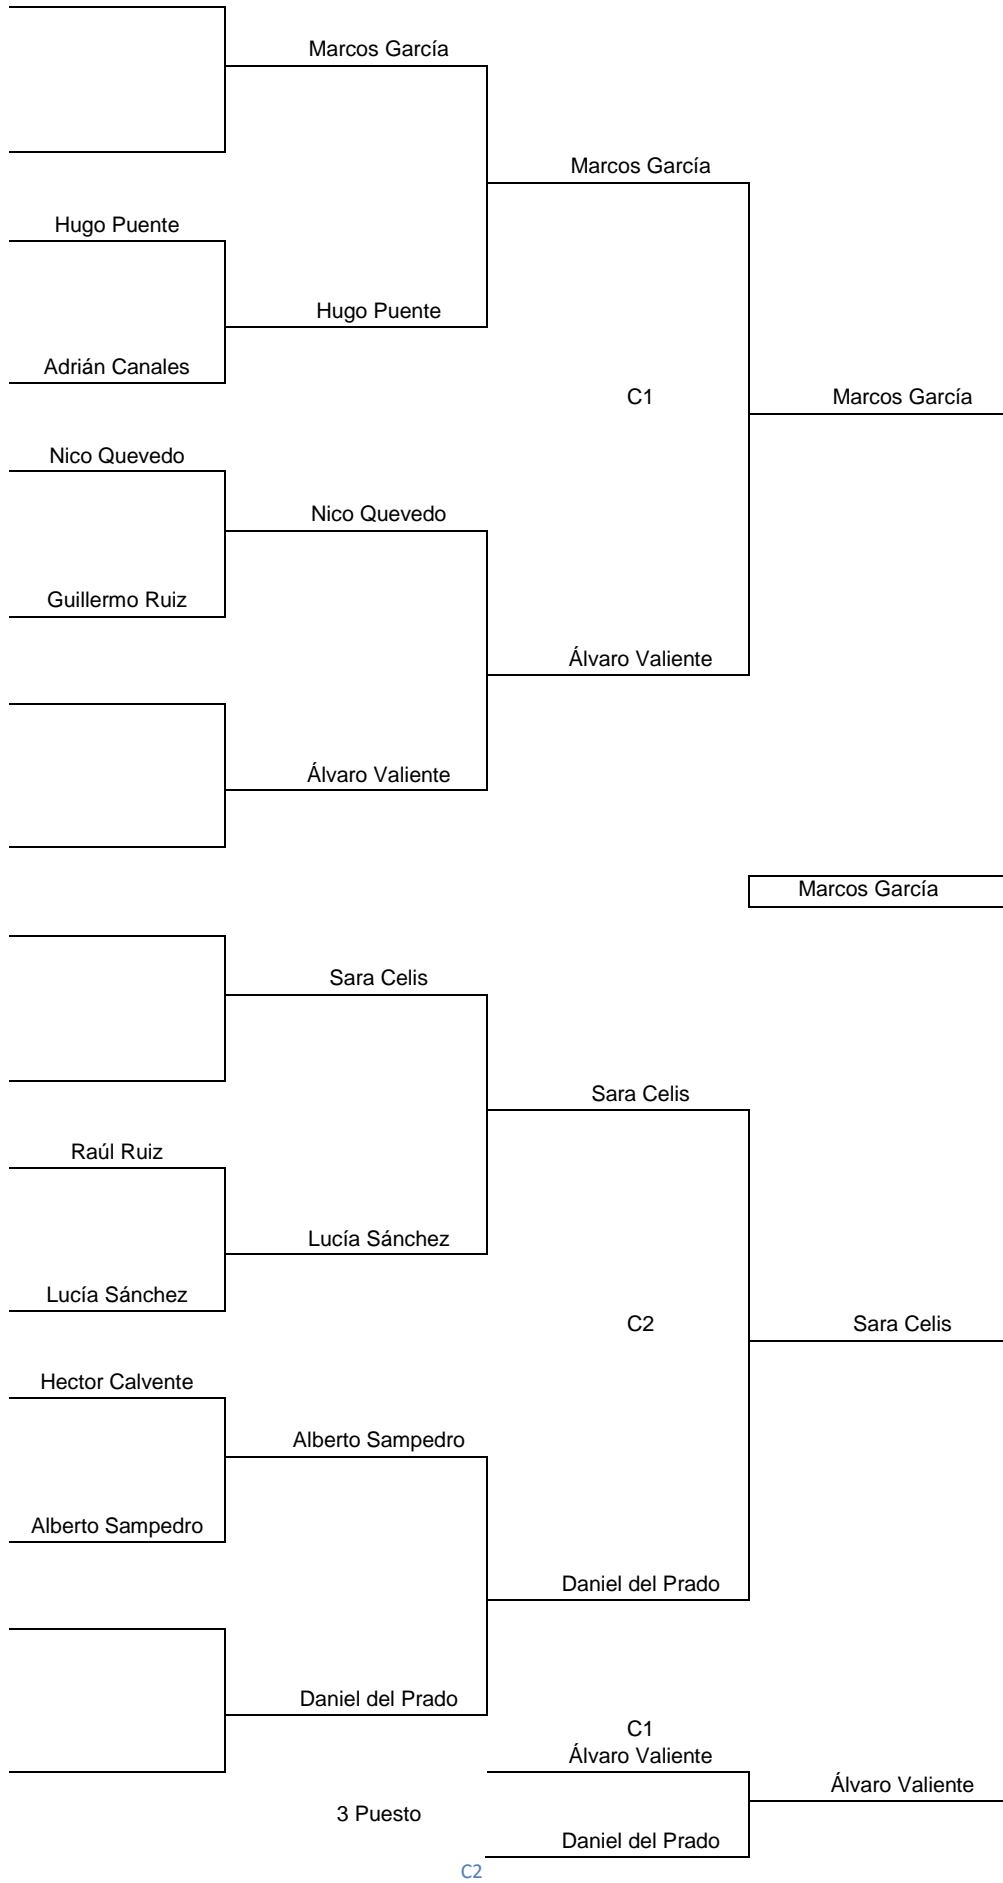 Marcos García
Marcos García
Hugo Puente
Hugo Puente
Adrián Canales
C1
Marcos García
Nico Quevedo
Nico Quevedo
Guillermo Ruiz
Álvaro Valiente
Álvaro Valiente
Marcos García
Sara Celis
Sara Celis
Raúl Ruiz
Lucía Sánchez
Lucía Sánchez
C2
Sara Celis
Hector Calvente
Alberto Sampedro
Alberto Sampedro
Daniel del Prado
Daniel del Prado
C1
Álvaro Valiente
Álvaro Valiente
3 Puesto
Daniel del Prado
C2